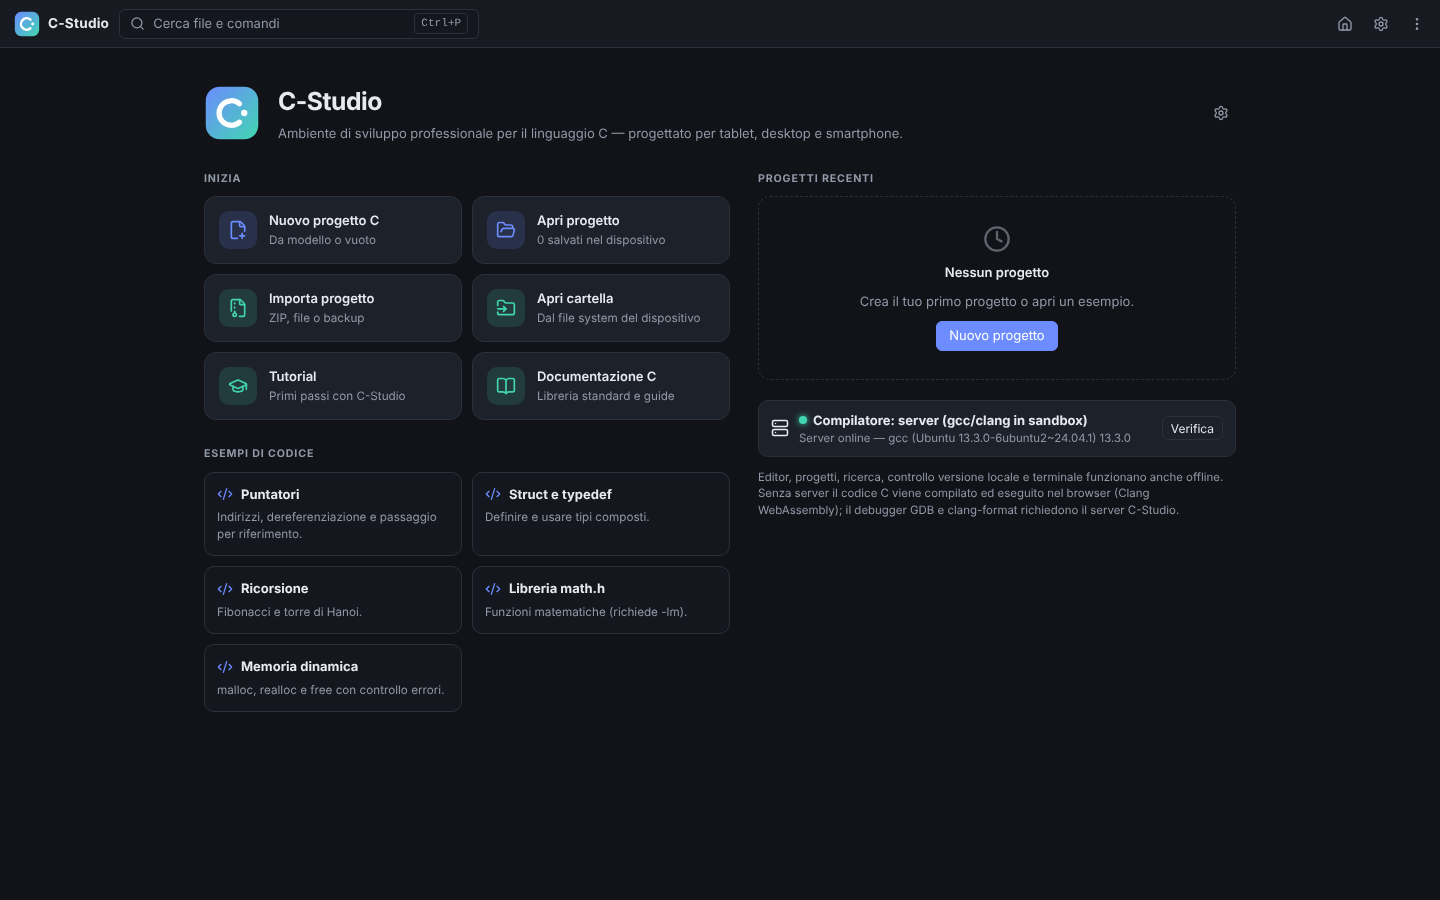 C-Studio
Cerca file e comandi
Ctrl+P
C-Studio
Ambiente di sviluppo professionale per il linguaggio C — progettato per tablet, desktop e smartphone.
INIZIA
Nuovo progetto C
Da modello o vuoto
Apri progetto
0 salvati nel dispositivo
Importa progetto
ZIP, file o backup
Apri cartella
Dal file system del dispositivo
Tutorial
Primi passi con C-Studio
Documentazione C
Libreria standard e guide
ESEMPI DI CODICE
Puntatori
Indirizzi, dereferenziazione e passaggio
per riferimento.
Struct e typedef
Definire e usare tipi composti.
Ricorsione
Fibonacci e torre di Hanoi.
Libreria math.h
Funzioni matematiche (richiede -lm).
Memoria dinamica
malloc, realloc e free con controllo errori.
PROGETTI RECENTI
Nessun progetto
Crea il tuo primo progetto o apri un esempio.
Nuovo progetto
Compilatore: server (gcc/clang in sandbox)
Server online — gcc (Ubuntu 13.3.0-6ubuntu2~24.04.1) 13.3.0
Verifica
Editor, progetti, ricerca, controllo versione locale e terminale funzionano anche offline.
Senza server il codice C viene compilato ed eseguito nel browser (Clang
WebAssembly); il debugger GDB e clang-format richiedono il server C-Studio.